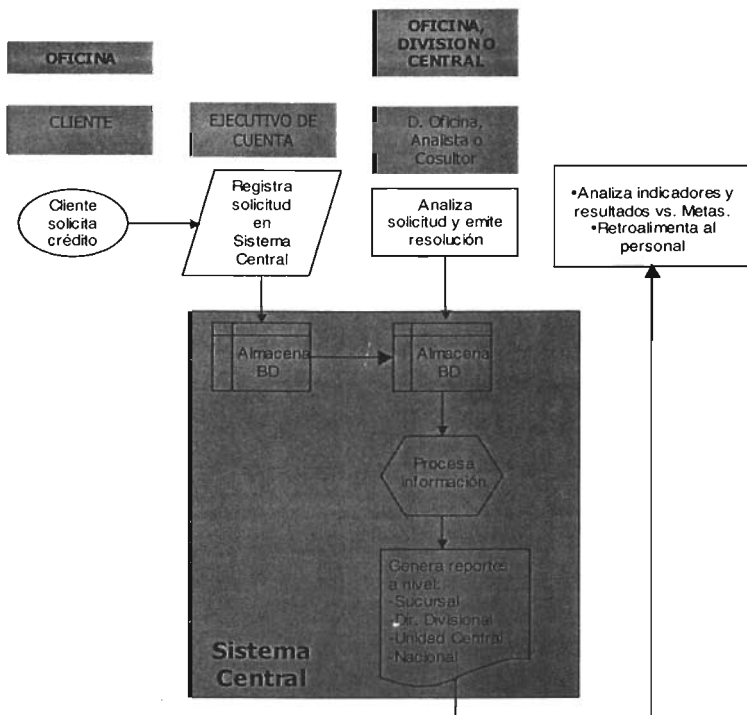 OFICINA
OFICINA,
DIVISION O
CENTRAL
CLIENTE
EJECUTIVO DE
CUENTA
D. Oficina,
Analista o
Cosultor
Cliente
solicita
crédito
Registra
solicitud
en
Sistema
Central
Analiza
solicitud y emite
resolución
•Analiza indicadores y
resultados vs. Metas.
•Retroalimenta al
personal
Almacena
BD
Almacena
BD
Procesa
información
Genera reportes
a nivel:
-Sucursal
-Dir. Divisional
-Unidad Central
-Nacional
Sistema
Central